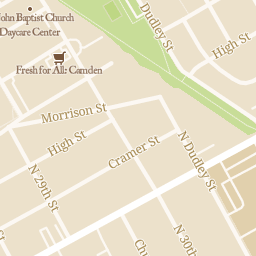 John Baptist Church
Daycare Center
Fresh for All: Camden
Dudley St
High St
Morrison St
High St
Cramer St
N Dudley St
N 29th St
N 30th